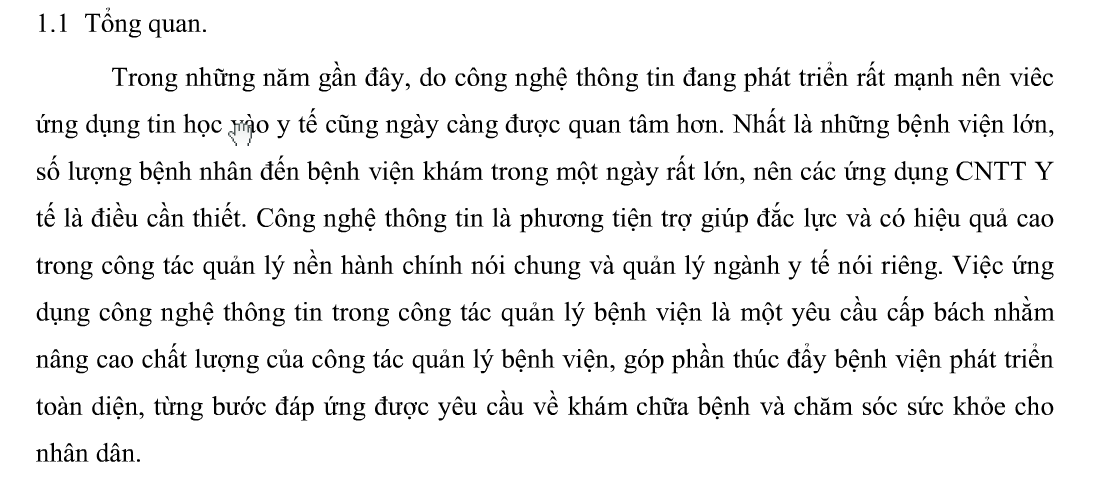 1.1 Tổng quan.
Trong những năm gần đây, do công nghệ thông tin đang phát triển rất mạnh nên viêc
ứng dụng tin học vào y tế cũng ngày càng được quan tâm hơn. Nhất là những bệnh viện lớn,
số lượng bệnh nhân đến bệnh viện khám trong một ngày rất lớn, nên các ứng dụng CNTT Y
tế là điều cần thiết. Công nghệ thông tin là phương tiện trợ giúp đắc lực và có hiệu quả cao
trong công tác quản lý nền hành chính nói chung và quản lý ngành y tế nói riêng. Việc ứng
dụng công nghệ thông tin trong công tác quản lý bệnh viện là một yêu cầu cấp bách nhằm
nâng cao chất lượng của công tác quản lý bệnh viện, góp phần thúc đẩy bệnh viện phát triển
toàn diện, từng bước đáp ứng được yêu cầu về khám chữa bệnh và chăm sóc sức khỏe cho
nhân dân.